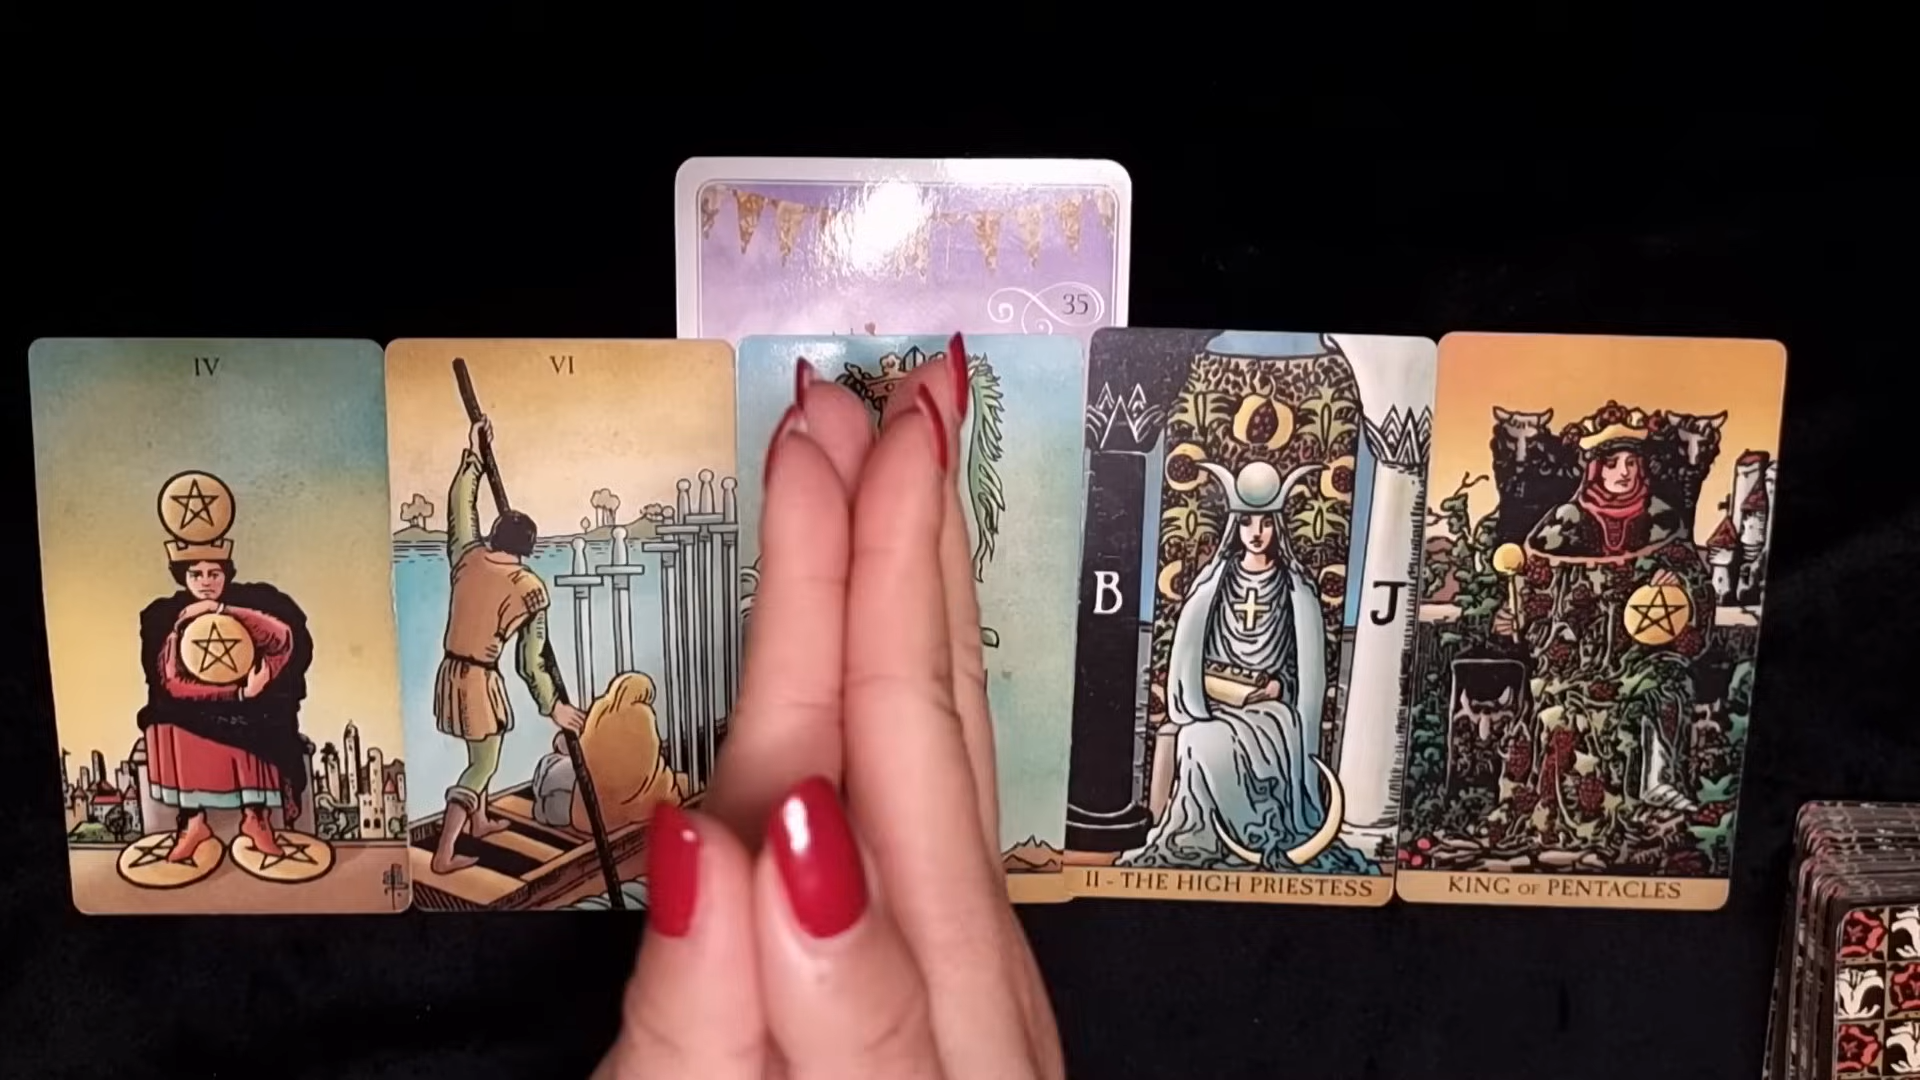 35
IV
VI
B
J
II - THE HIGH PRIESTESS
KING OF PENTACLES